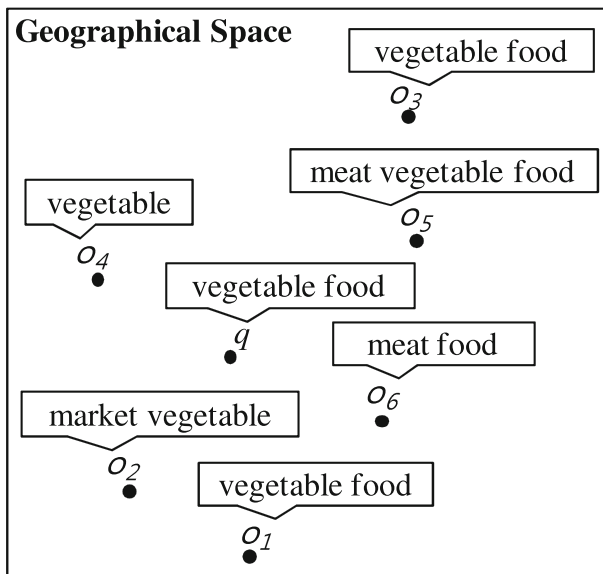 Geographical Space
vegetable food
o3
meat vegetable food
o5
vegetable
o4
vegetable food
q
meat food
o6
market vegetable
o2
vegetable food
o1